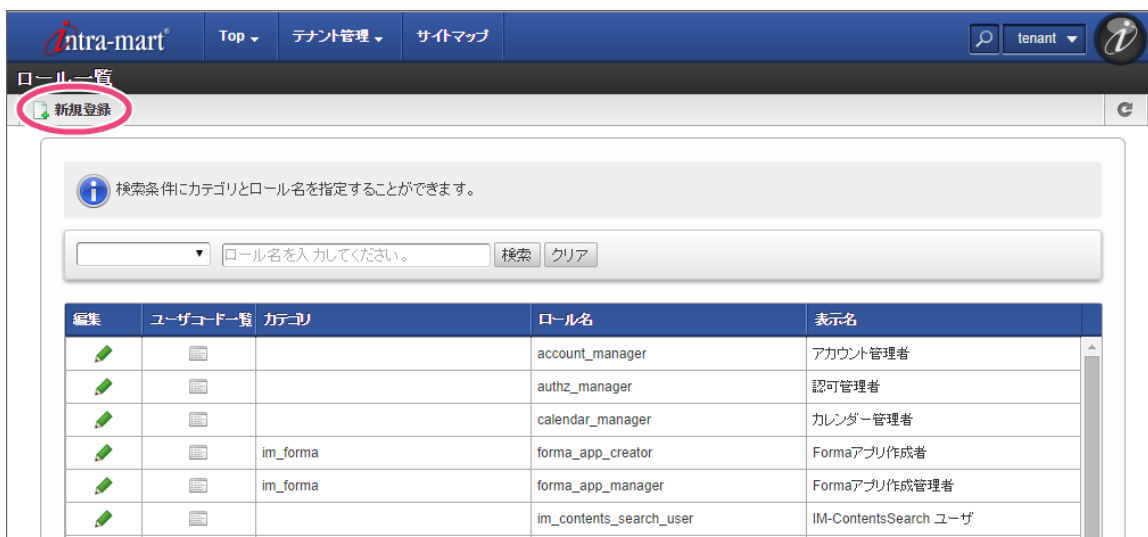 intra-mart® Top テナント管理 サイトマップ tenant
ロール一覧
新規登録
検索条件にカテゴリとロール名を指定することができます。
ロール名を入力してください。 検索 クリア
編集 ユーザコード一覧 カテゴリ ロール名 表示名
account_manager アカウント管理者
authz_manager 認可管理者
calendar_manager カレンダー管理者
im_forma forma_app_creator Formaアプリ作成者
im_forma forma_app_manager Formaアプリ作成管理者
im_contents_search_user IM-ContentsSearch ユーザ